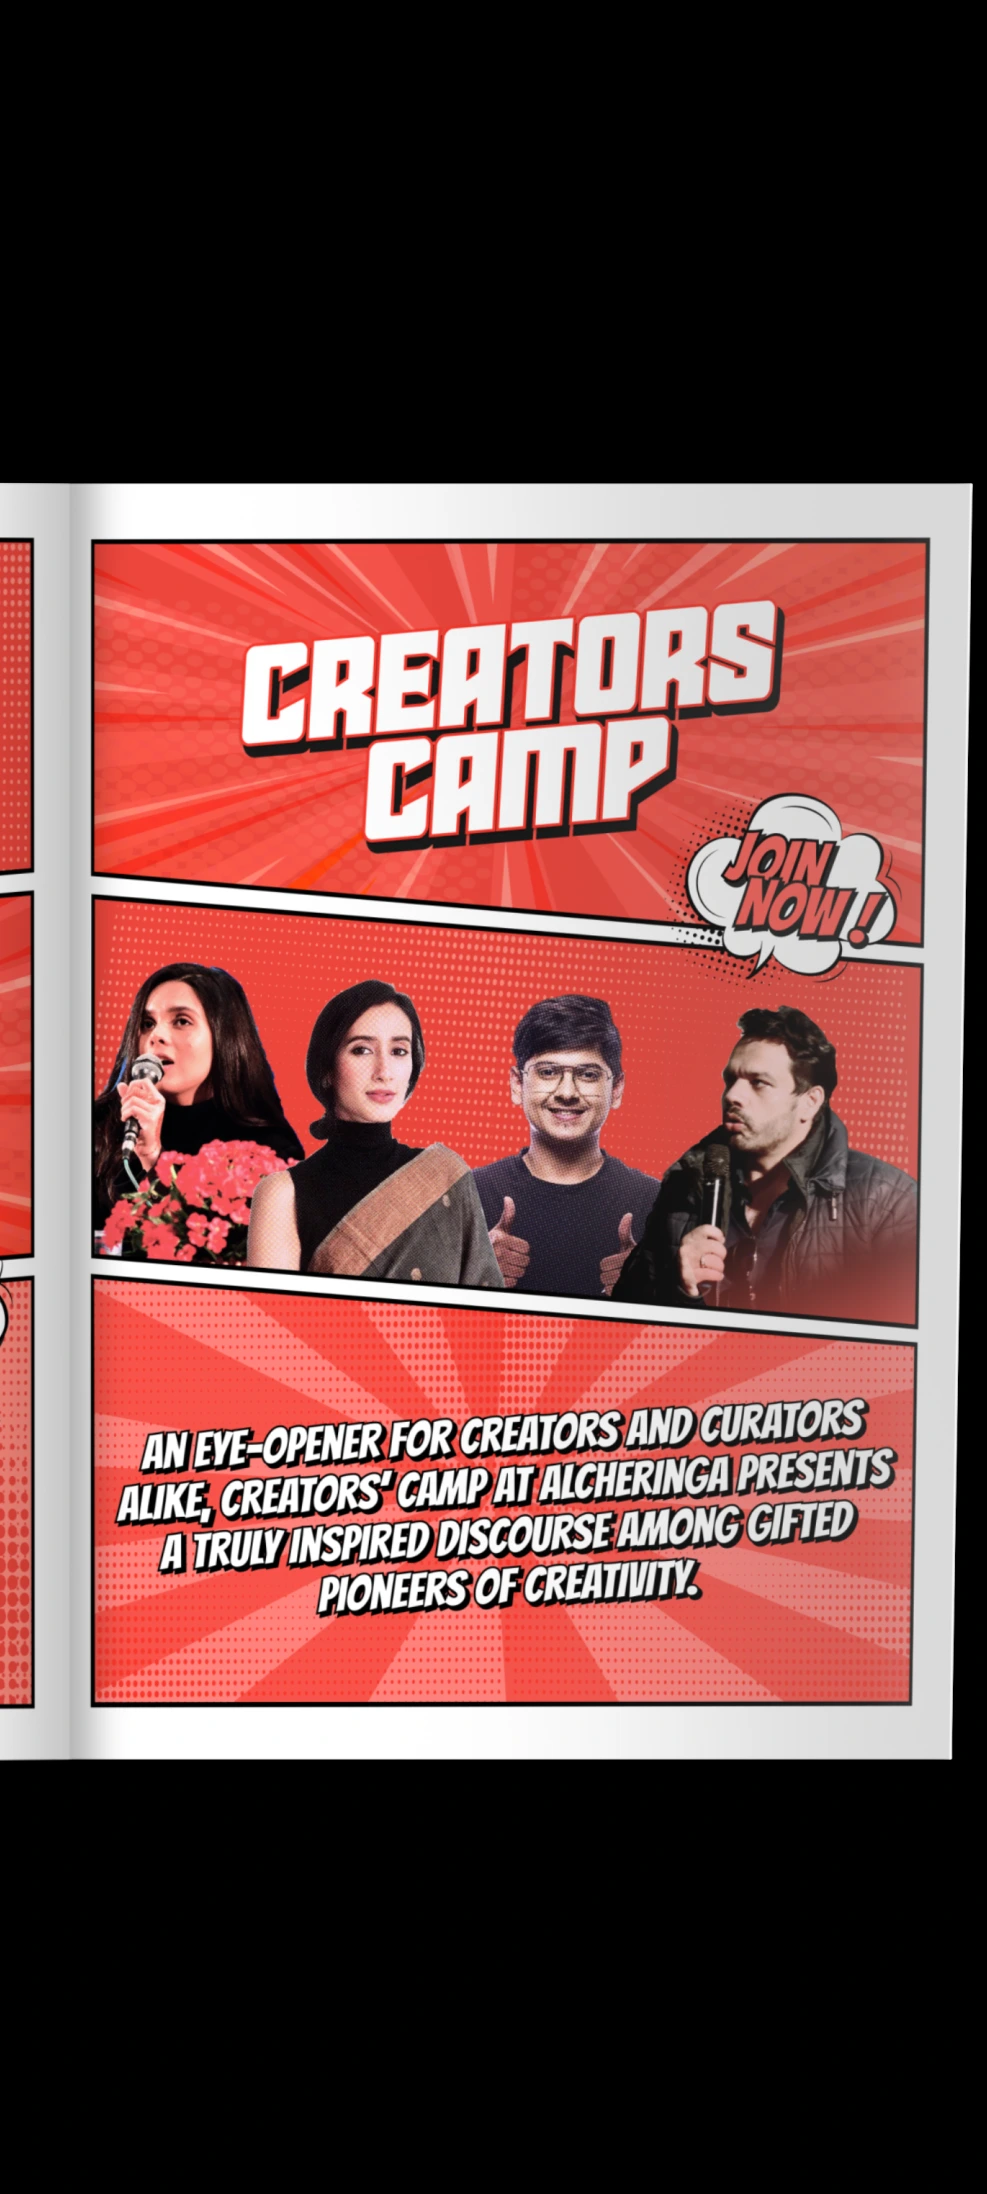 CREATORS
CAMP
JOIN
NOW!
AN EYE-OPENER FOR CREATORS AND CURATORS
ALIKE, CREATORS' CAMP AT ALCHERINGA PRESENTS
A TRULY INSPIRED DISCOURSE AMONG GIFTED
PIONEERS OF CREATIVITY.